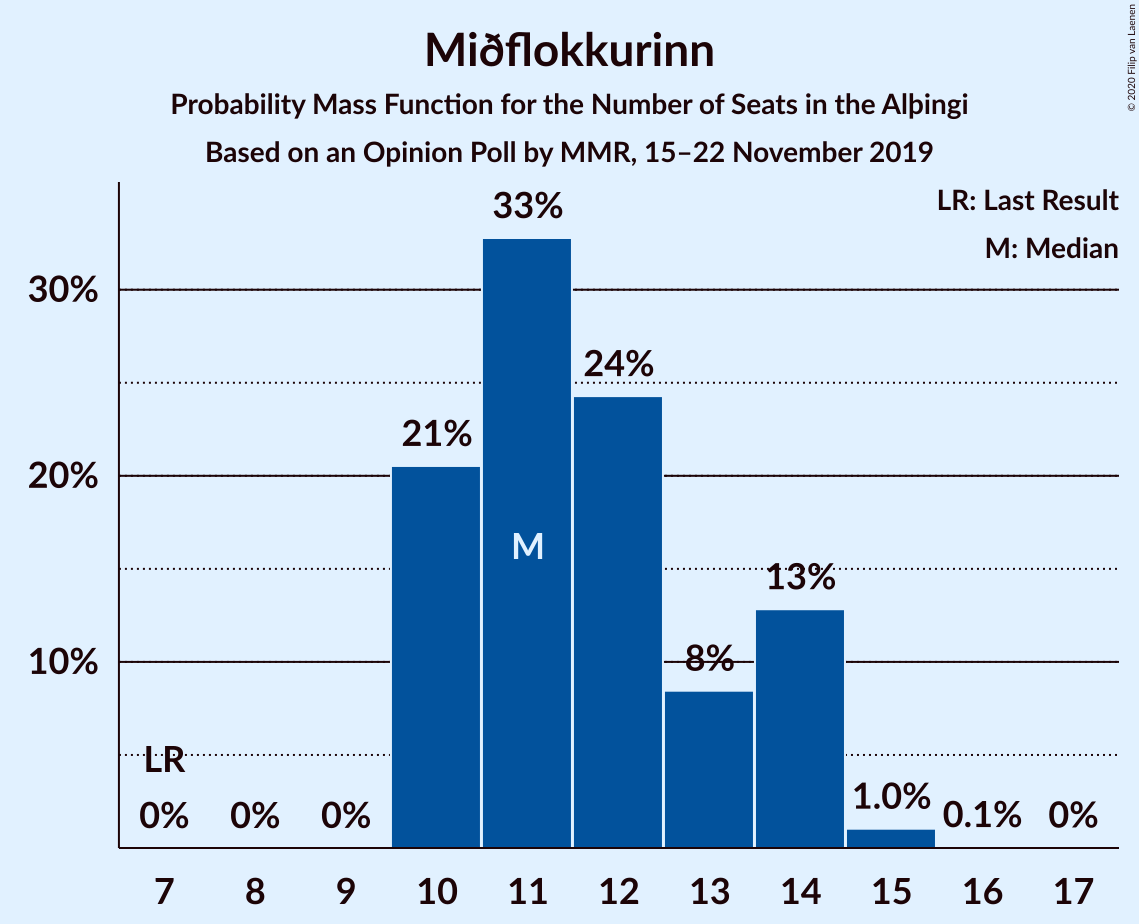 Miðflokkurinn
Probability Mass Function for the Number of Seats in the Alþingi
Based on an Opinion Poll by MMR, 15–22 November 2019
© 2020 Filip van Laenen
LR: Last Result
M: Median
33%
30%
24%
21%
20%
M
13%
10%
8%
LR
0%
0%
0%
1.0%
0.1%
0%
7 8 9 10 11 12 13 14 15 16 17